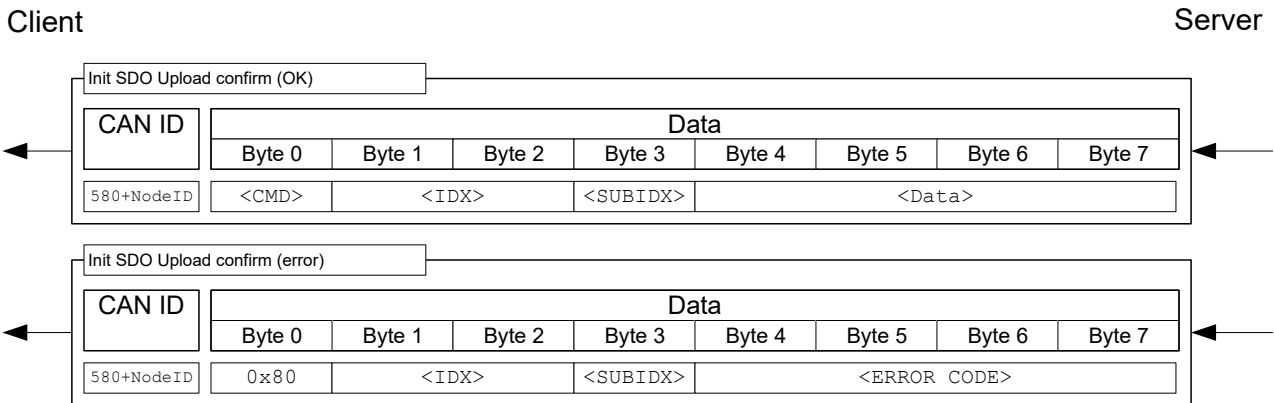 Client Server
Init SDO Upload confirm (OK)
CAN ID Data
Byte 0 Byte 1 Byte 2 Byte 3 Byte 4 Byte 5 Byte 6 Byte 7
580+NodeID <CMD> <IDX> <SUBIDX> <Data>
Init SDO Upload confirm (error)
CAN ID Data
Byte 0 Byte 1 Byte 2 Byte 3 Byte 4 Byte 5 Byte 6 Byte 7
580+NodeID 0x80 <IDX> <SUBIDX> <ERROR CODE>